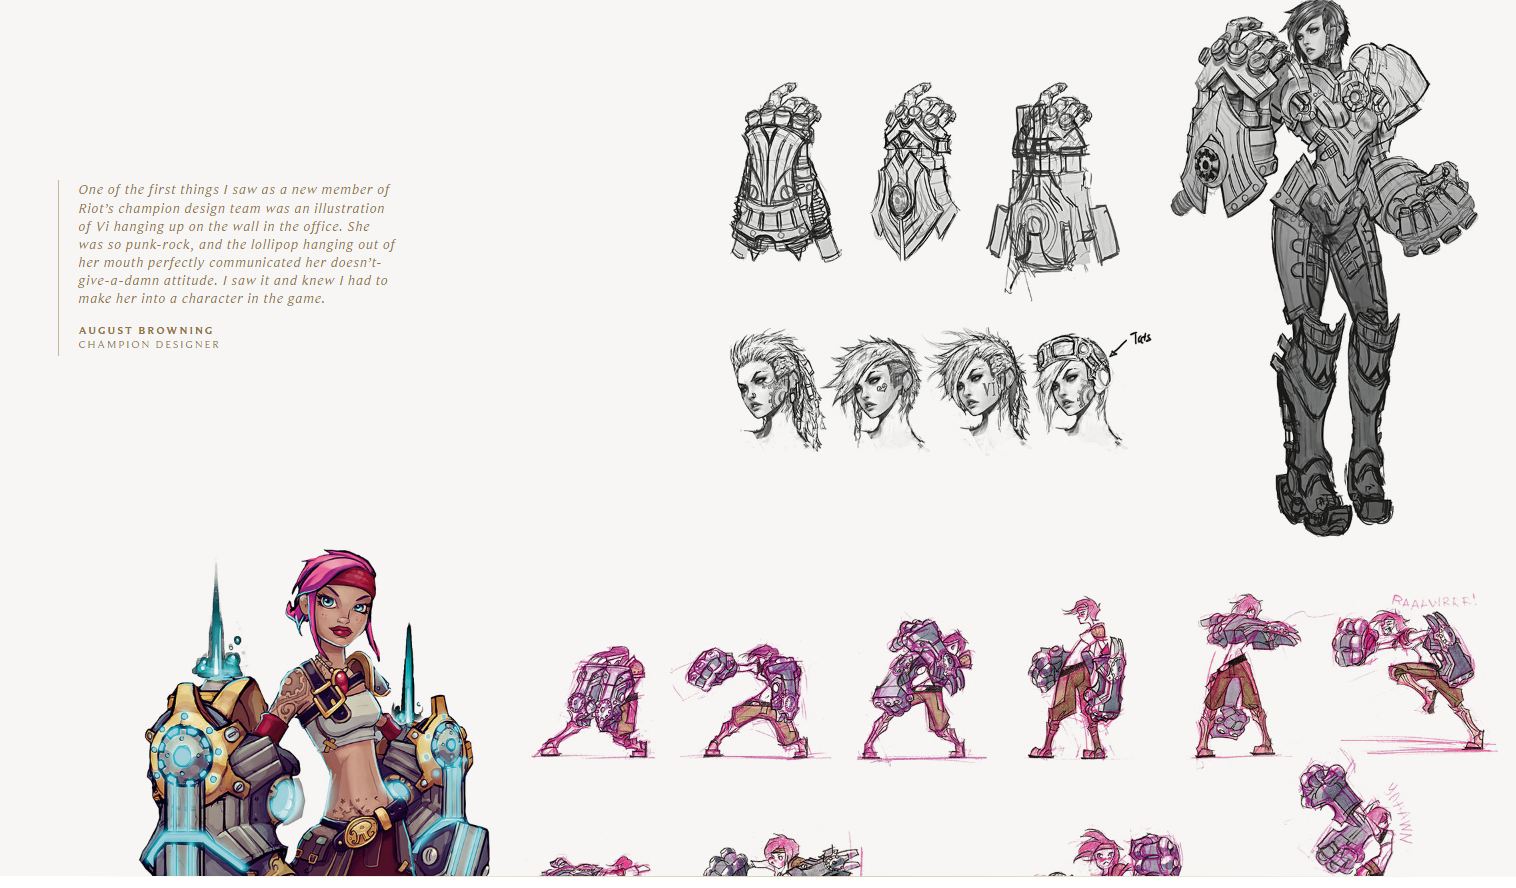 One of the first things I saw as a new member of
Riot's champion design team was an illustration
of Vi hanging up on the wall in the office. She
was so punk-rock, and the lollipop hanging out of
her mouth perfectly communicated her doesn't-
give-a-damn attitude. I saw it and knew I had to
make her into a character in the game.
AUGUST BROWNING
CHAMPION DESIGNER
Tats
VI